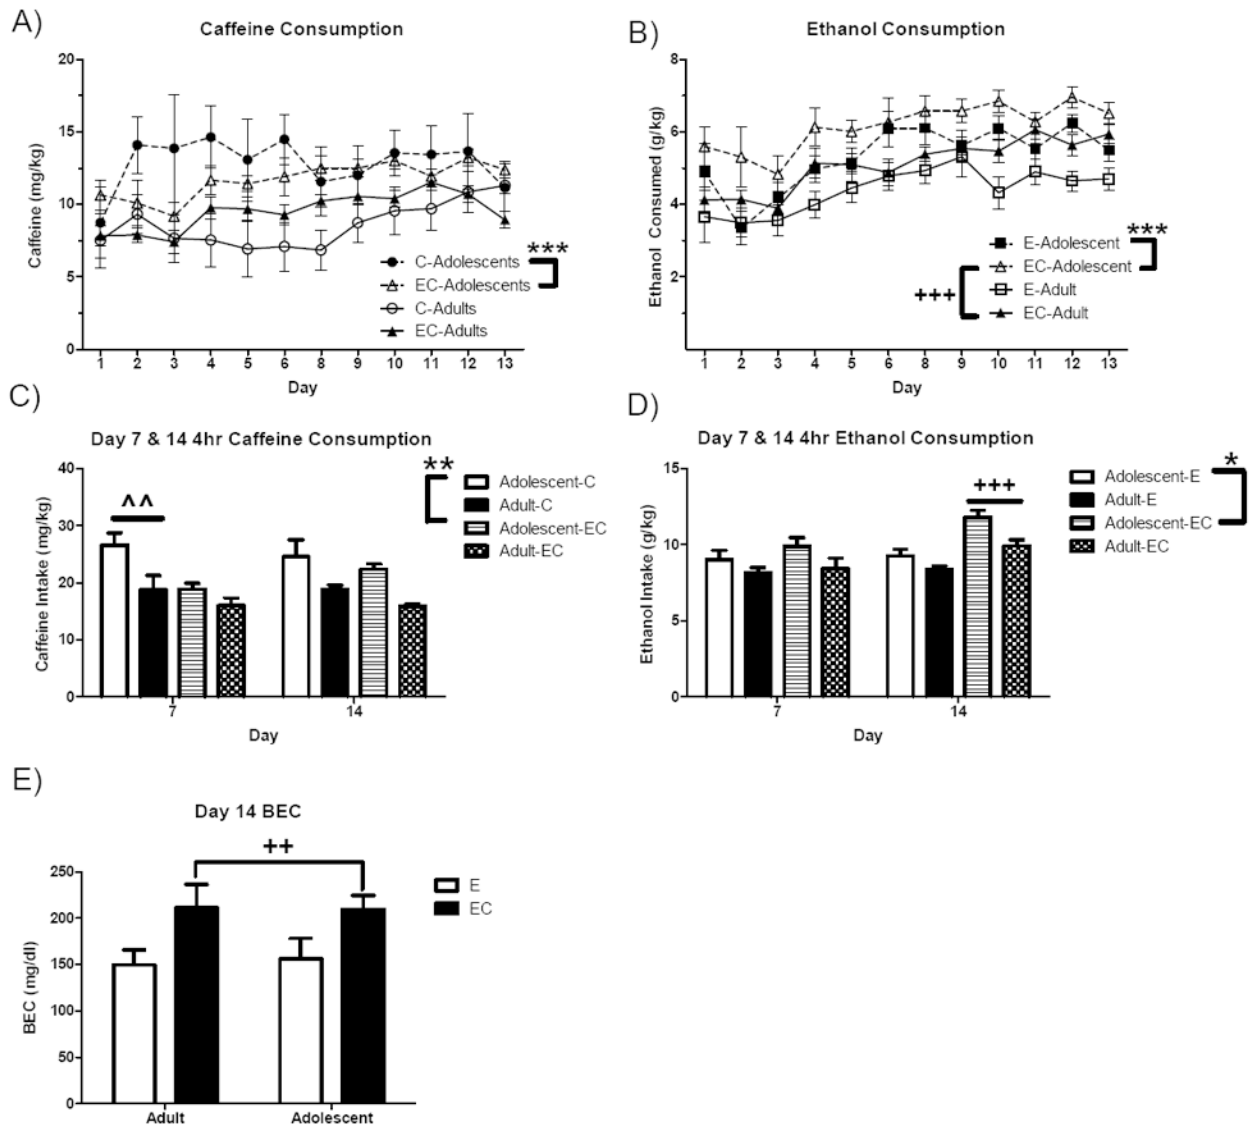 A)
Caffeine Consumption
Caffeine (mg/kg)
20
15
10
5
0
1 2 3 4 5 6 8 9 10 11 12 13
Day
C-Adolescents
EC-Adolescents
C-Adults
EC-Adults
***
B)
Ethanol Consumption
Ethanol Consumed (g/kg)
8
6
4
2
1 2 3 4 5 6 8 9 10 11 12 13
Day
E-Adolescent
EC-Adolescent
E-Adult
EC-Adult
***
+++
C)
Day 7 & 14 4hr Caffeine Consumption
Caffeine Intake (mg/kg)
40
30
20
10
0
^^
**
7 14
Day
Adolescent-C
Adult-C
Adolescent-EC
Adult-EC
D)
Day 7 & 14 4hr Ethanol Consumption
Ethanol Intake (g/kg)
15
10
5
0
+++
*
7 14
Day
Adolescent-E
Adult-E
Adolescent-EC
Adult-EC
E)
Day 14 BEC
BEC (mg/dl)
250
200
150
100
50
0
++
Adult Adolescent
E
EC